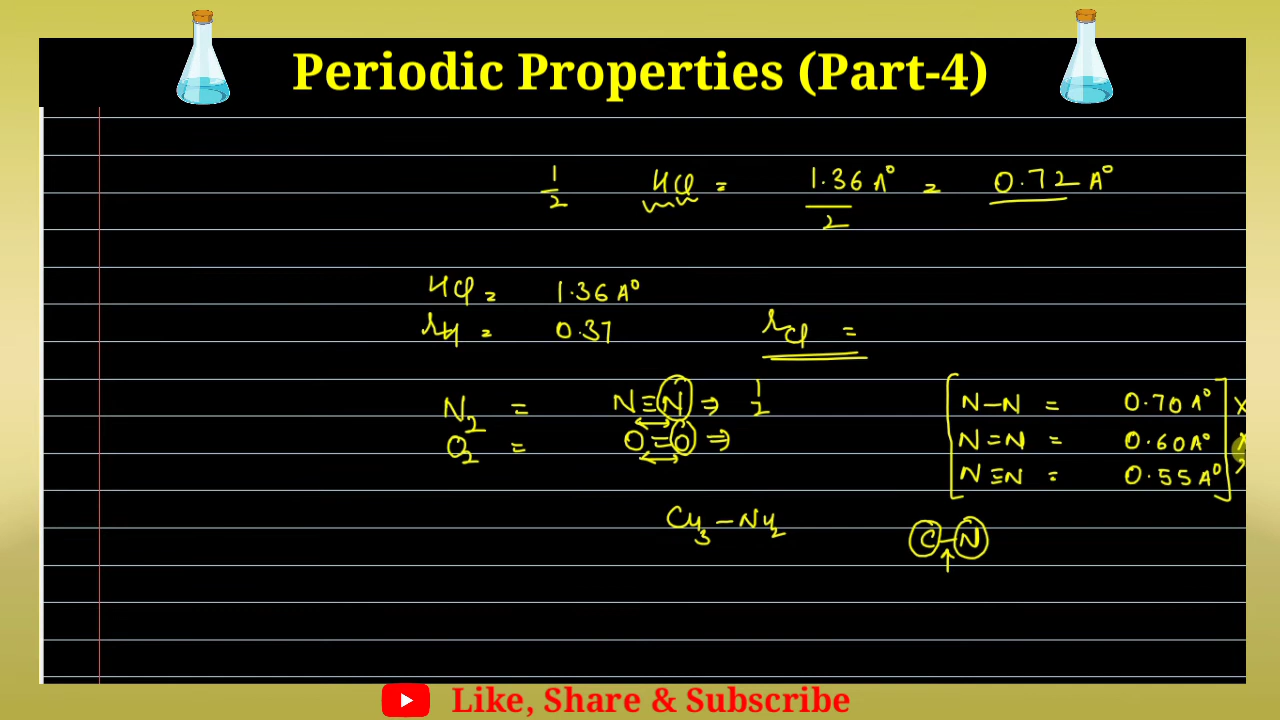 Periodic Properties (Part-4)
1/2 HCl = 1.36 A° / 2 = 0.72 A°
HCl = 1.36 A°
rH = 0.37 rCl =
N2 = N≡N ⇒ 1/2
O2 = O=O ⇒
N-N = 0.70 A° x
N=N = 0.60 A°
N≡N = 0.55 A°
CH3-NH2 C-N
Like, Share & Subscribe